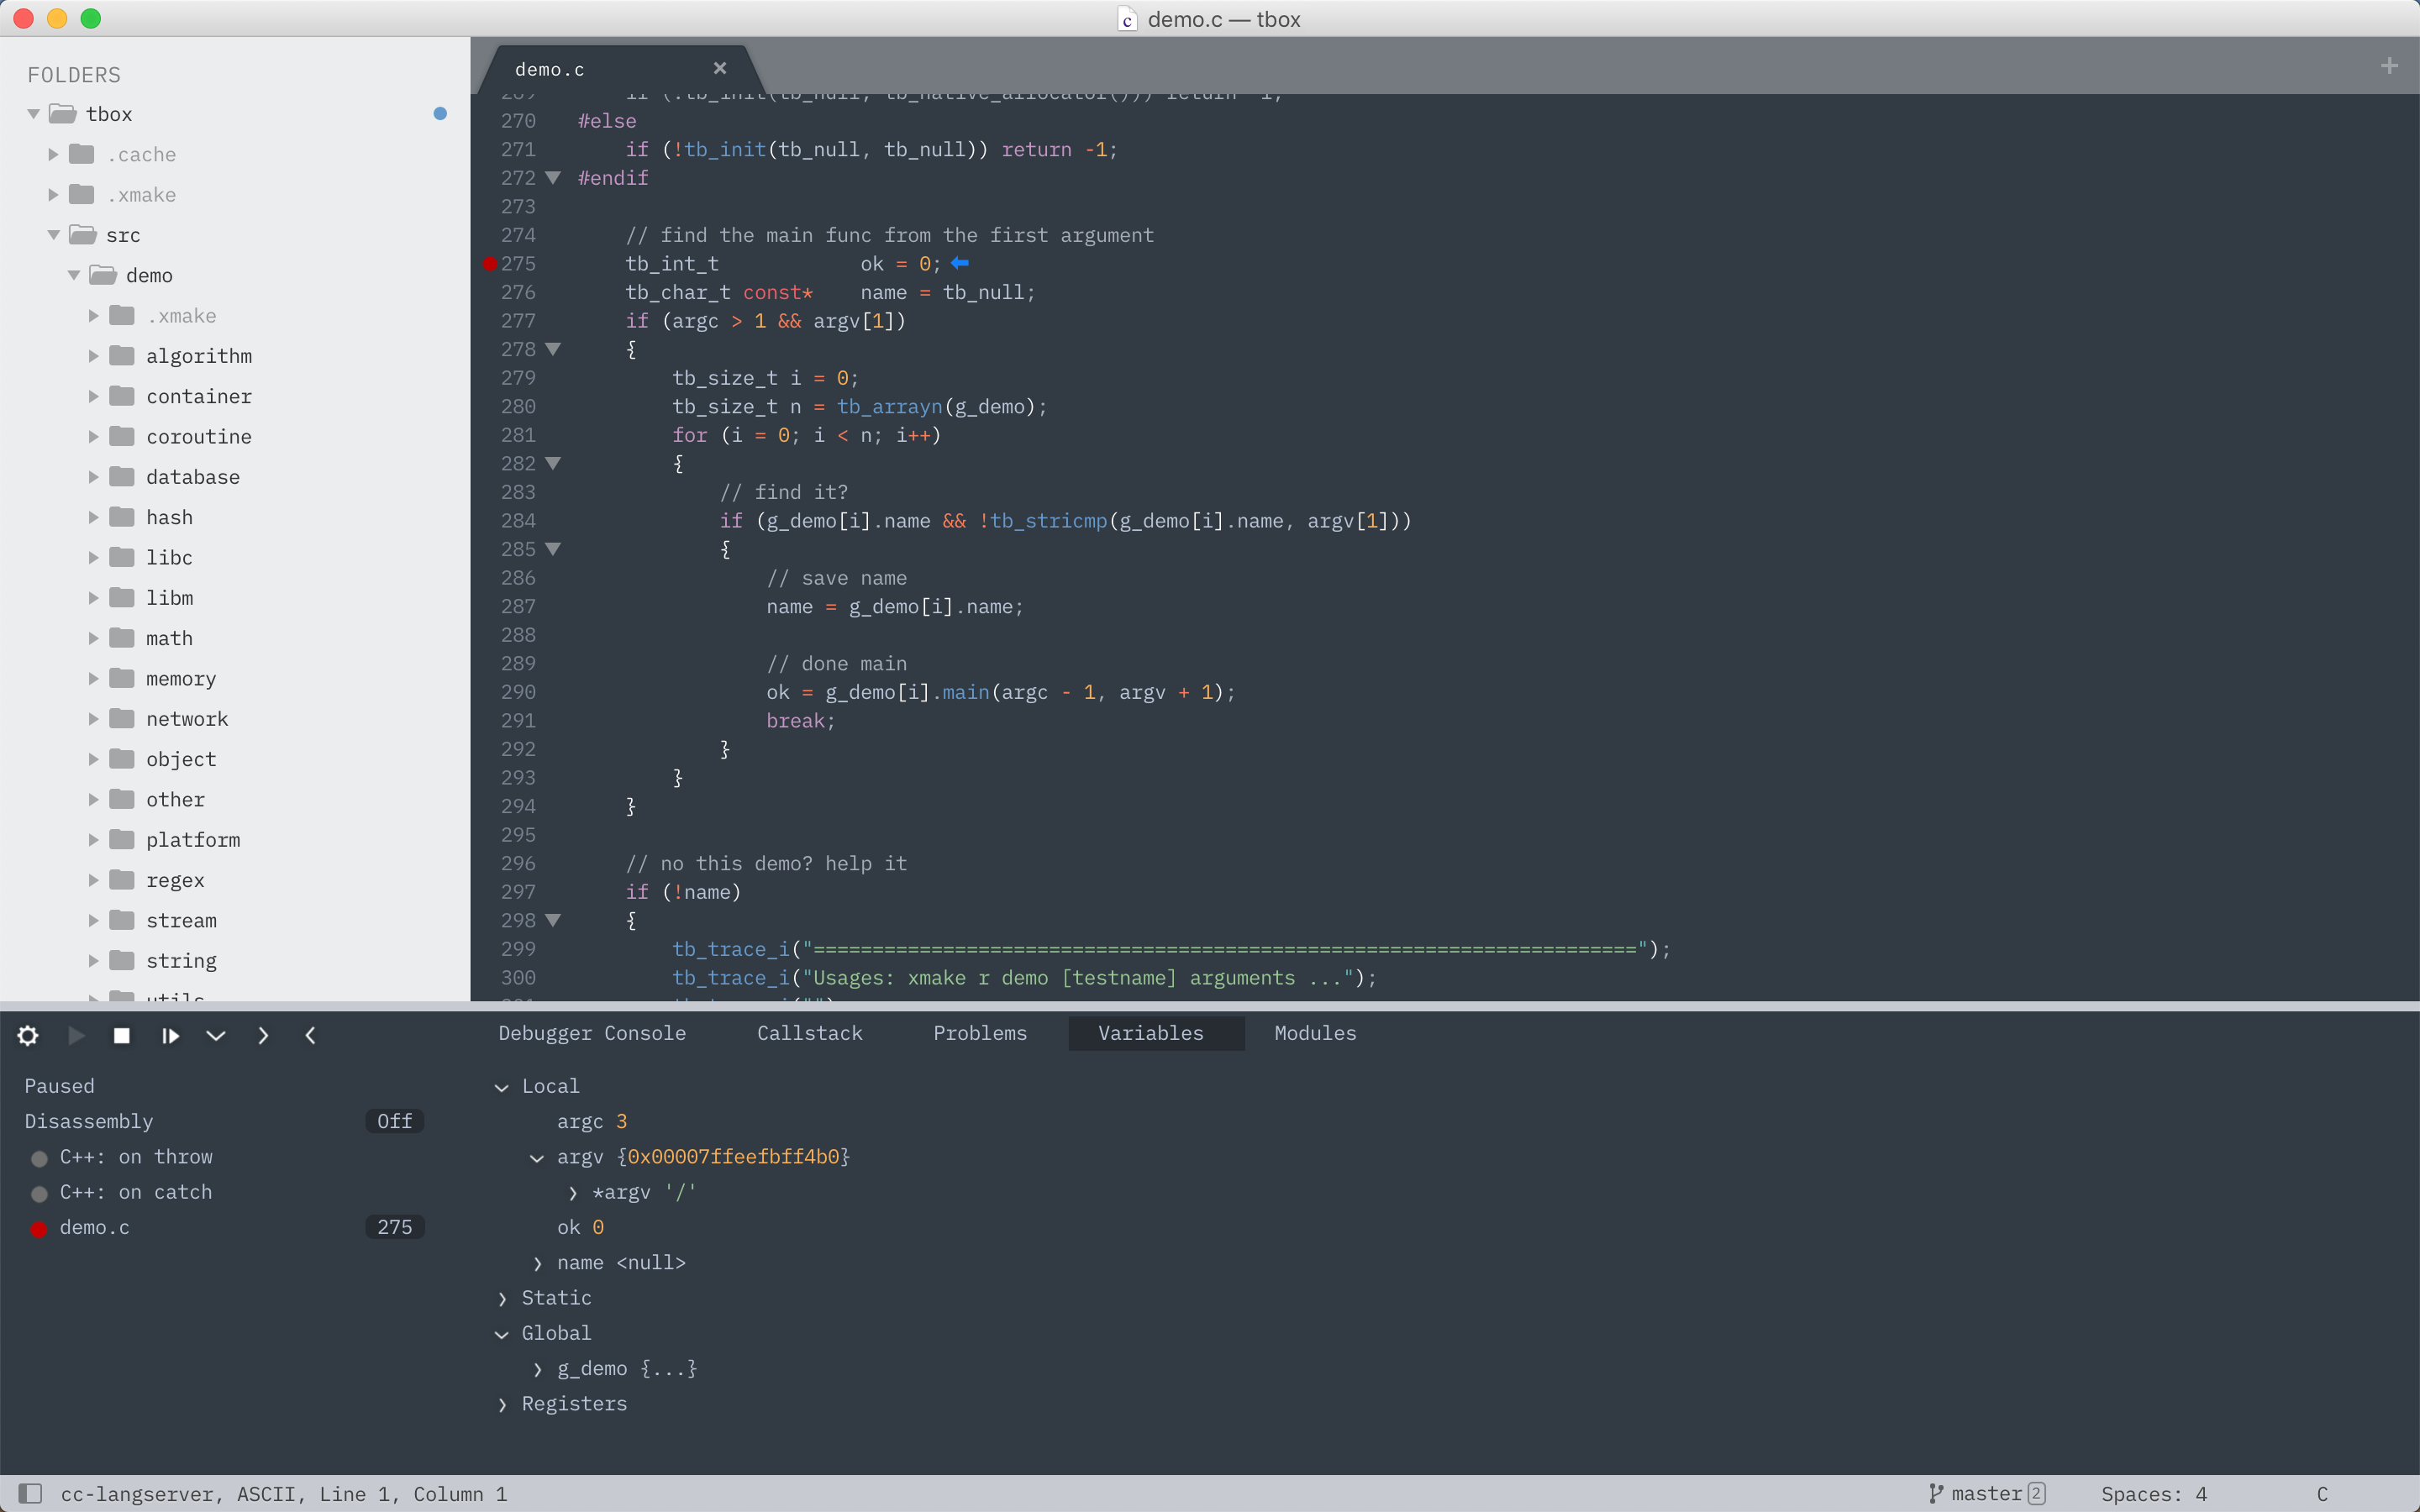 demo.c — tbox
FOLDERS
tbox
.cache
.xmake
src
demo
.xmake
algorithm
container
coroutine
database
hash
libc
libm
math
memory
network
object
other
platform
regex
stream
string
utils
demo.c
270 #else
271     if (!tb_init(tb_null, tb_null)) return -1;
272 #endif
273
274     // find the main func from the first argument
275     tb_int_t            ok = 0;
276     tb_char_t const*    name = tb_null;
277     if (argc > 1 && argv[1])
278     {
279         tb_size_t i = 0;
280         tb_size_t n = tb_arrayn(g_demo);
281         for (i = 0; i < n; i++)
282         {
283             // find it?
284             if (g_demo[i].name && !tb_stricmp(g_demo[i].name, argv[1]))
285             {
286                 // save name
287                 name = g_demo[i].name;
288
289                 // done main
290                 ok = g_demo[i].main(argc - 1, argv + 1);
291                 break;
292             }
293         }
294     }
295
296     // no this demo? help it
297     if (!name)
298     {
299         tb_trace_i("======================================================================");
300         tb_trace_i("Usages: xmake r demo [testname] arguments ...");
Debugger Console Callstack Problems Variables Modules
Paused
Disassembly Off
C++: on throw
C++: on catch
demo.c 275
Local
argc 3
argv {0x00007ffeefbff4b0}
*argv '/'
ok 0
name <null>
Static
Global
g_demo {...}
Registers
cc-langserver, ASCII, Line 1, Column 1 master 2 Spaces: 4 C